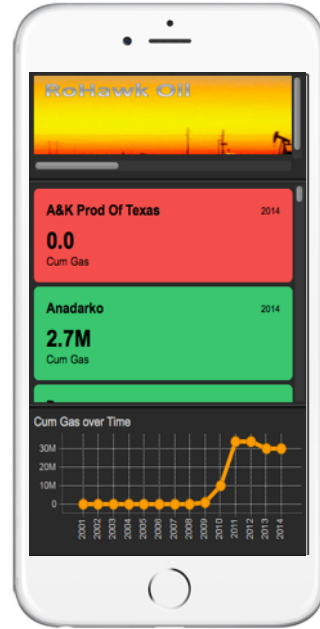 RoHawk Oil
A&K Prod Of Texas 2014
0.0
Cum Gas
Anadarko 2014
2.7M
Cum Gas
Cum Gas over Time
30M
20M
10M
0
2001 2002 2003 2004 2005 2006 2007 2008 2009 2010 2011 2012 2013 2014